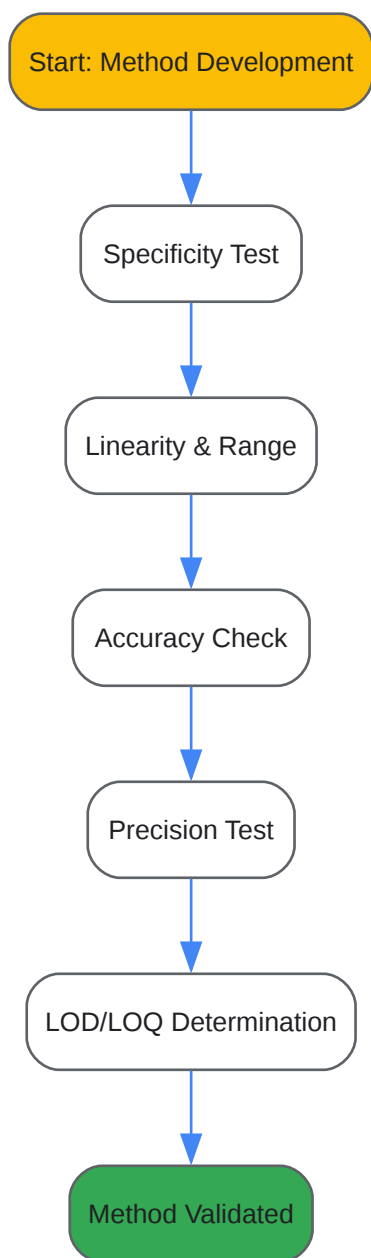 Start: Method Development
Specificity Test
Linearity & Range
Accuracy Check
Precision Test
LOD/LOQ Determination
Method Validated